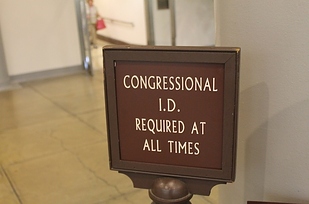 CONGRESSIONAL
I.D.
REQUIRED AT
ALL TIMES